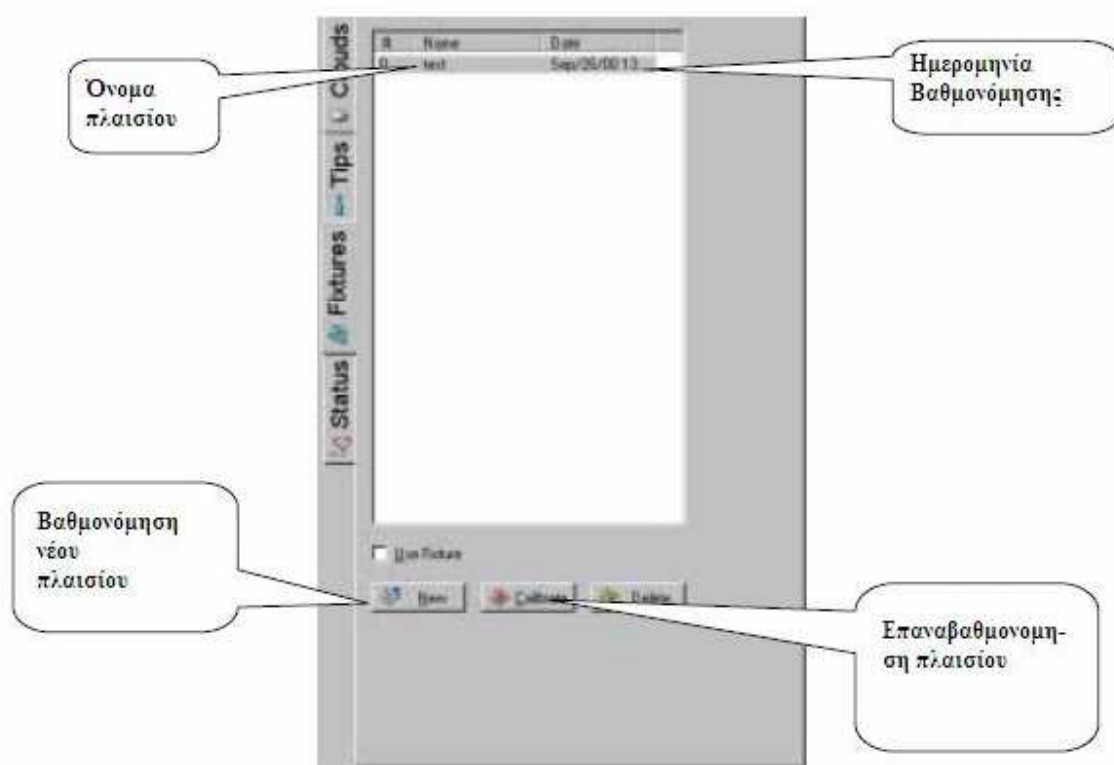 # Name Date
0 text Sep/26/00 13
Όνομα
πλαισίου
Ημερομηνία
Βαθμονόμησης
Clouds
Tips
Fixtures
Status
Βαθμονόμηση
νέου
πλαισίου
Use Fixture
New Calibrate Delete
Επαναβαθμονομη-
ση πλαισίου